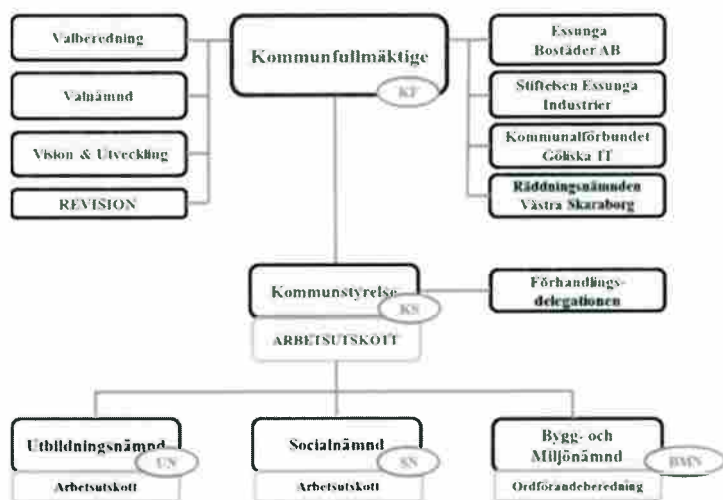 Valberedning
Kommunfullmäktige
KF
Essunga
Bostäder AB
Valnämnd
Stiftelsen Essunga
Industrier
Vision & Utveckling
Kommunalförbundet
Göliska IT
REVISION
Räddningsnämnden
Västra Skaraborg
Kommunstyrelse
KS
ARBETSUTSKOTT
Förhandlings-
delegationen
Utbildningsnämnd
UN
Arbetsutskott
Socialnämnd
SN
Arbetsutskott
Bygg- och
Miljönämnd
BMN
Ordförandeberedning